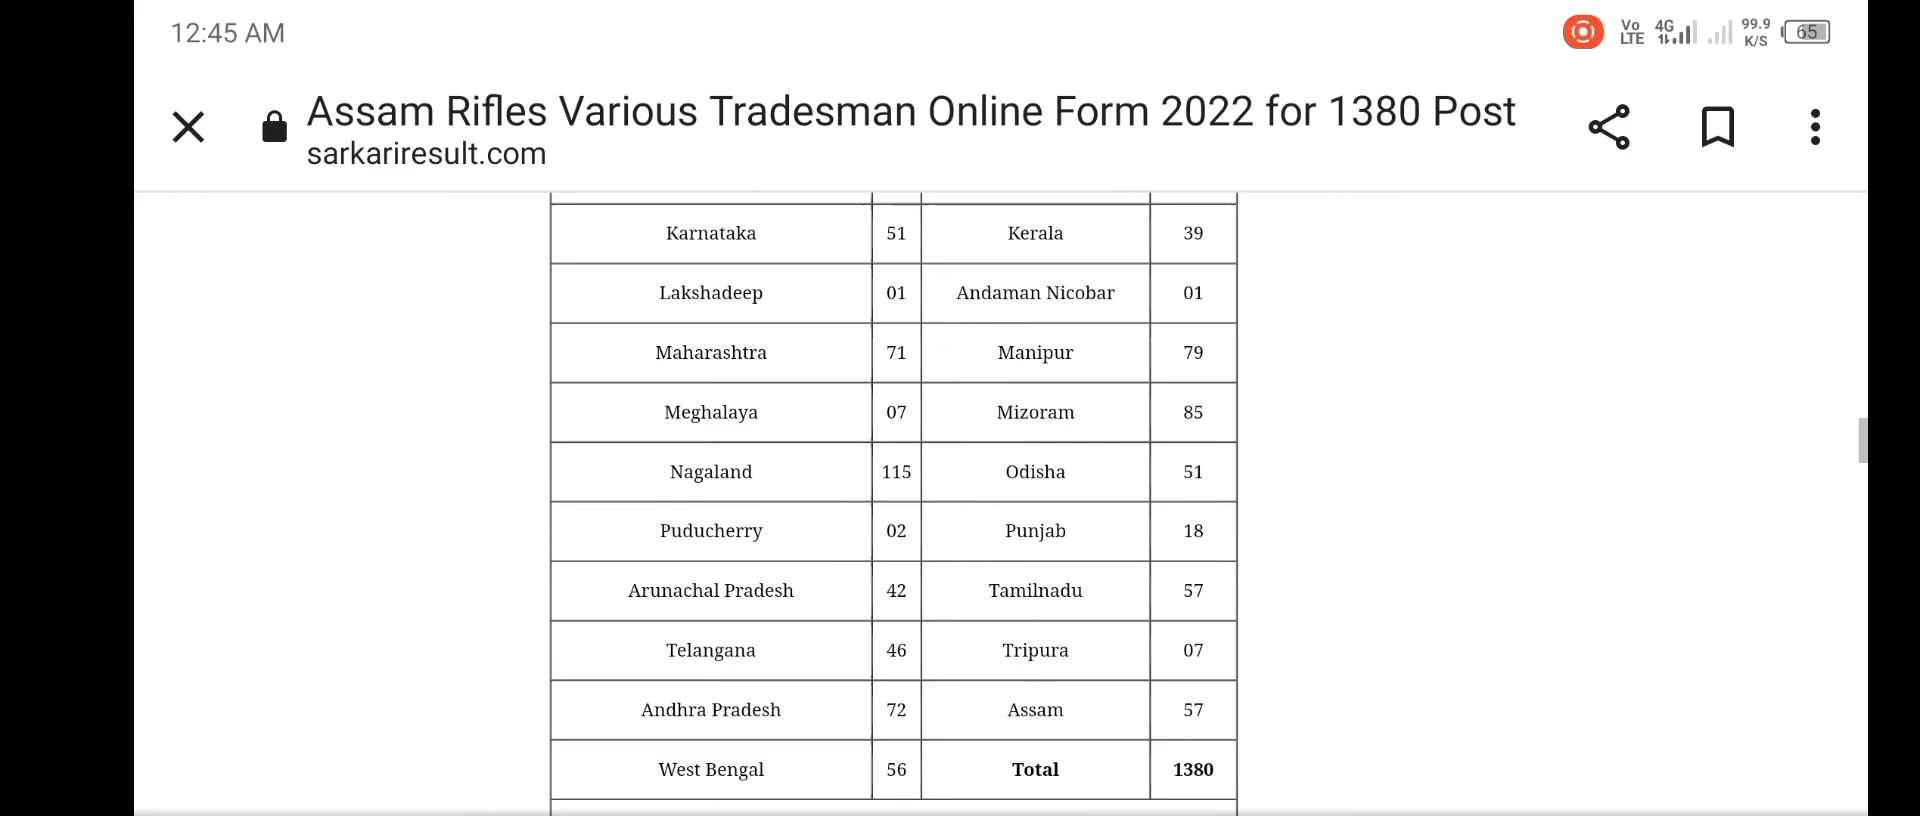 12:45 AM
Vo LTE 4G 99.9 K/S 65
Assam Rifles Various Tradesman Online Form 2022 for 1380 Post
sarkariresult.com
Karnataka 51 Kerala 39
Lakshadeep 01 Andaman Nicobar 01
Maharashtra 71 Manipur 79
Meghalaya 07 Mizoram 85
Nagaland 115 Odisha 51
Puducherry 02 Punjab 18
Arunachal Pradesh 42 Tamilnadu 57
Telangana 46 Tripura 07
Andhra Pradesh 72 Assam 57
West Bengal 56 Total 1380